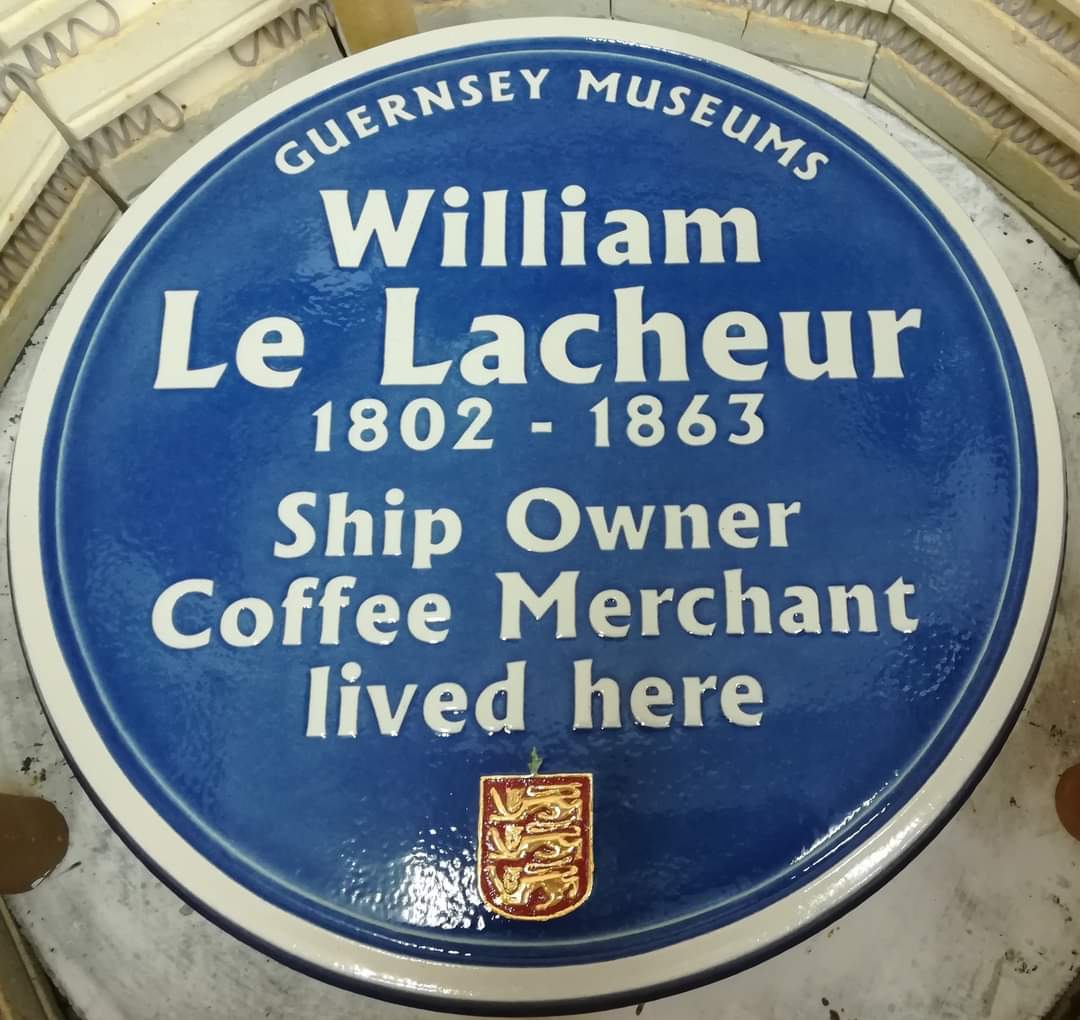 GUERNSEY MUSEUMS
William
Le Lacheur
1802 - 1863
Ship Owner
Coffee Merchant
lived here